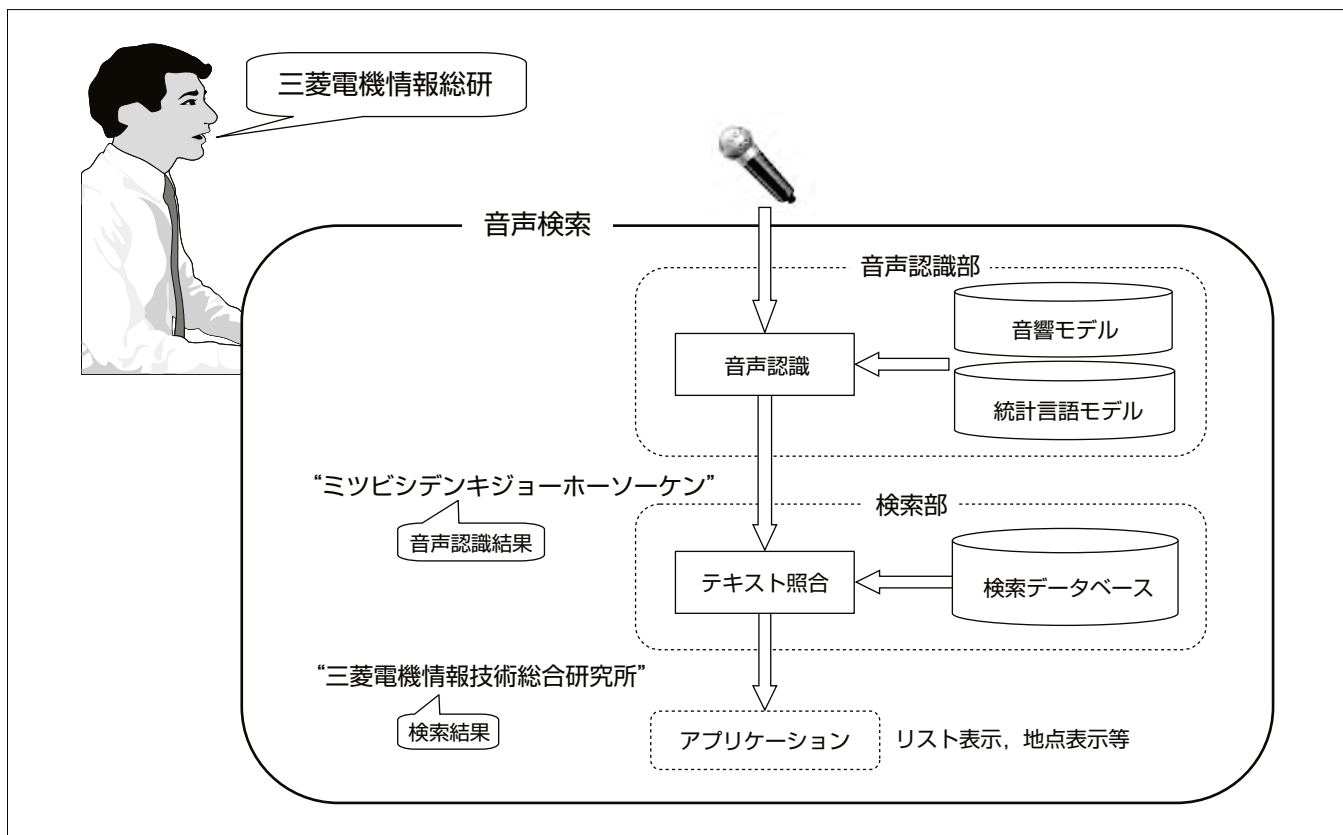 三菱電機情報総研
音声検索
音声認識部
音響モデル
音声認識
統計言語モデル
“ミツビシデンキジョーホーソーケン”
音声認識結果
検索部
テキスト照合
検索データベース
“三菱電機情報技術総合研究所”
検索結果
アプリケーション
リスト表示，地点表示等